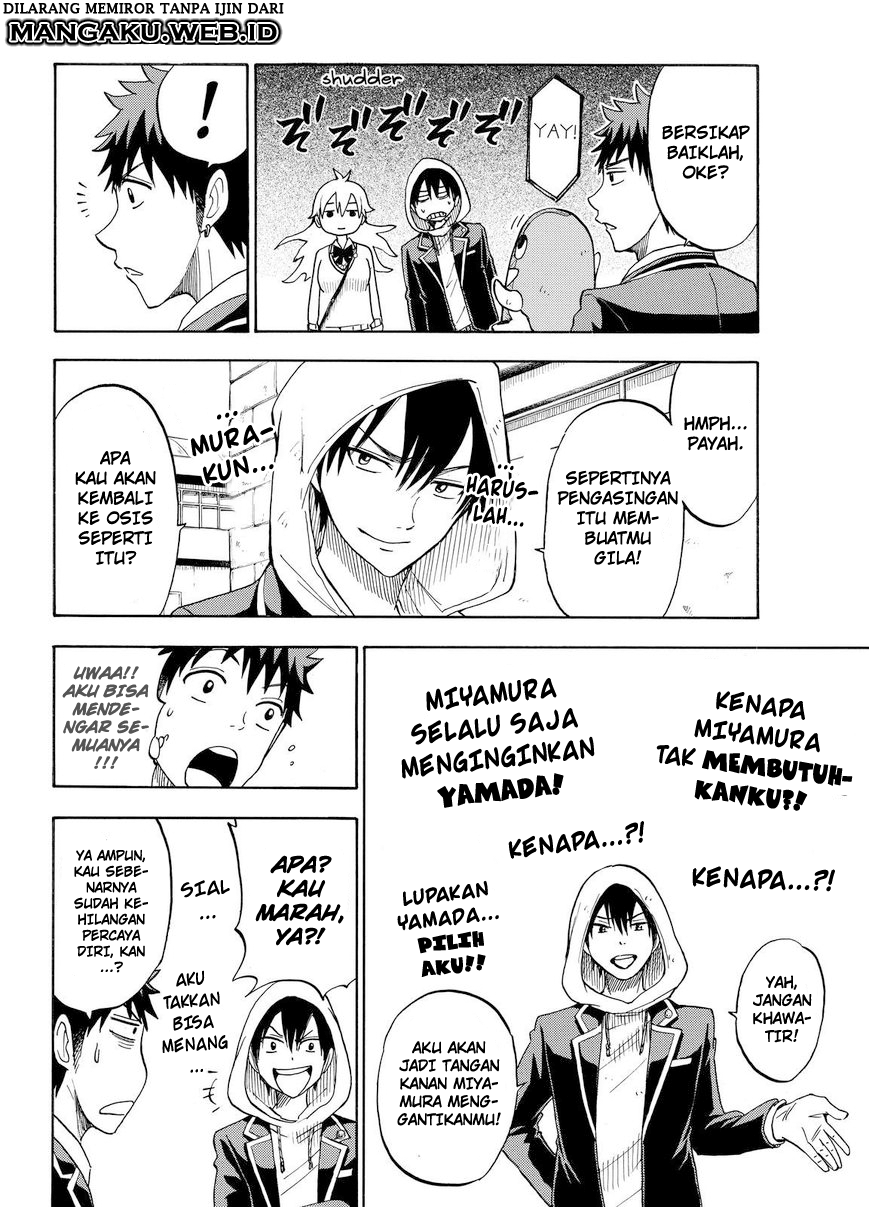 DILARANG MEMIROR TANPA IJIN DARI
MANGAKU.WEB.ID
BERSIKAP
BAIKLAH,
OKE?
YAY!
shudder
ぞぞぞぞぞ
!
HMPH...
PAYAH.
SEPERTINYA
PENGASINGAN
ITU MEM-
BUATMU
GILA!
...
HARUS-
LAH...
...
MURA-
KUN...
APA
KAU AKAN
KEMBALI
KE OSIS
SEPERTI
ITU?
KENAPA
MIYAMURA
TAK MEMBUTUH-
KANKU?!
MIYAMURA
SELALU SAJA
MENGINGINKAN
YAMADA!
KENAPA...?!
KENAPA...?!
LUPAKAN
YAMADA...
PILIH
AKU!!
YAH,
JANGAN
KHAWA-
TIR!
AKU AKAN
JADI TANGAN
KANAN MIYA-
MURA MENG-
GANTIKANMU!
UWAA!!
AKU BISA
MENDE-
NGAR SE-
MUANYA
!!!
APA?
KAU
MARAH,
YA?!
SIAL
...
AKU
TAKKAN
BISA
MENANG
...
YA AMPUN,
KAU SEBE-
NARNYA
SUDAH KE-
HILANGAN
PERCAYA
DIRI, KAN
...?